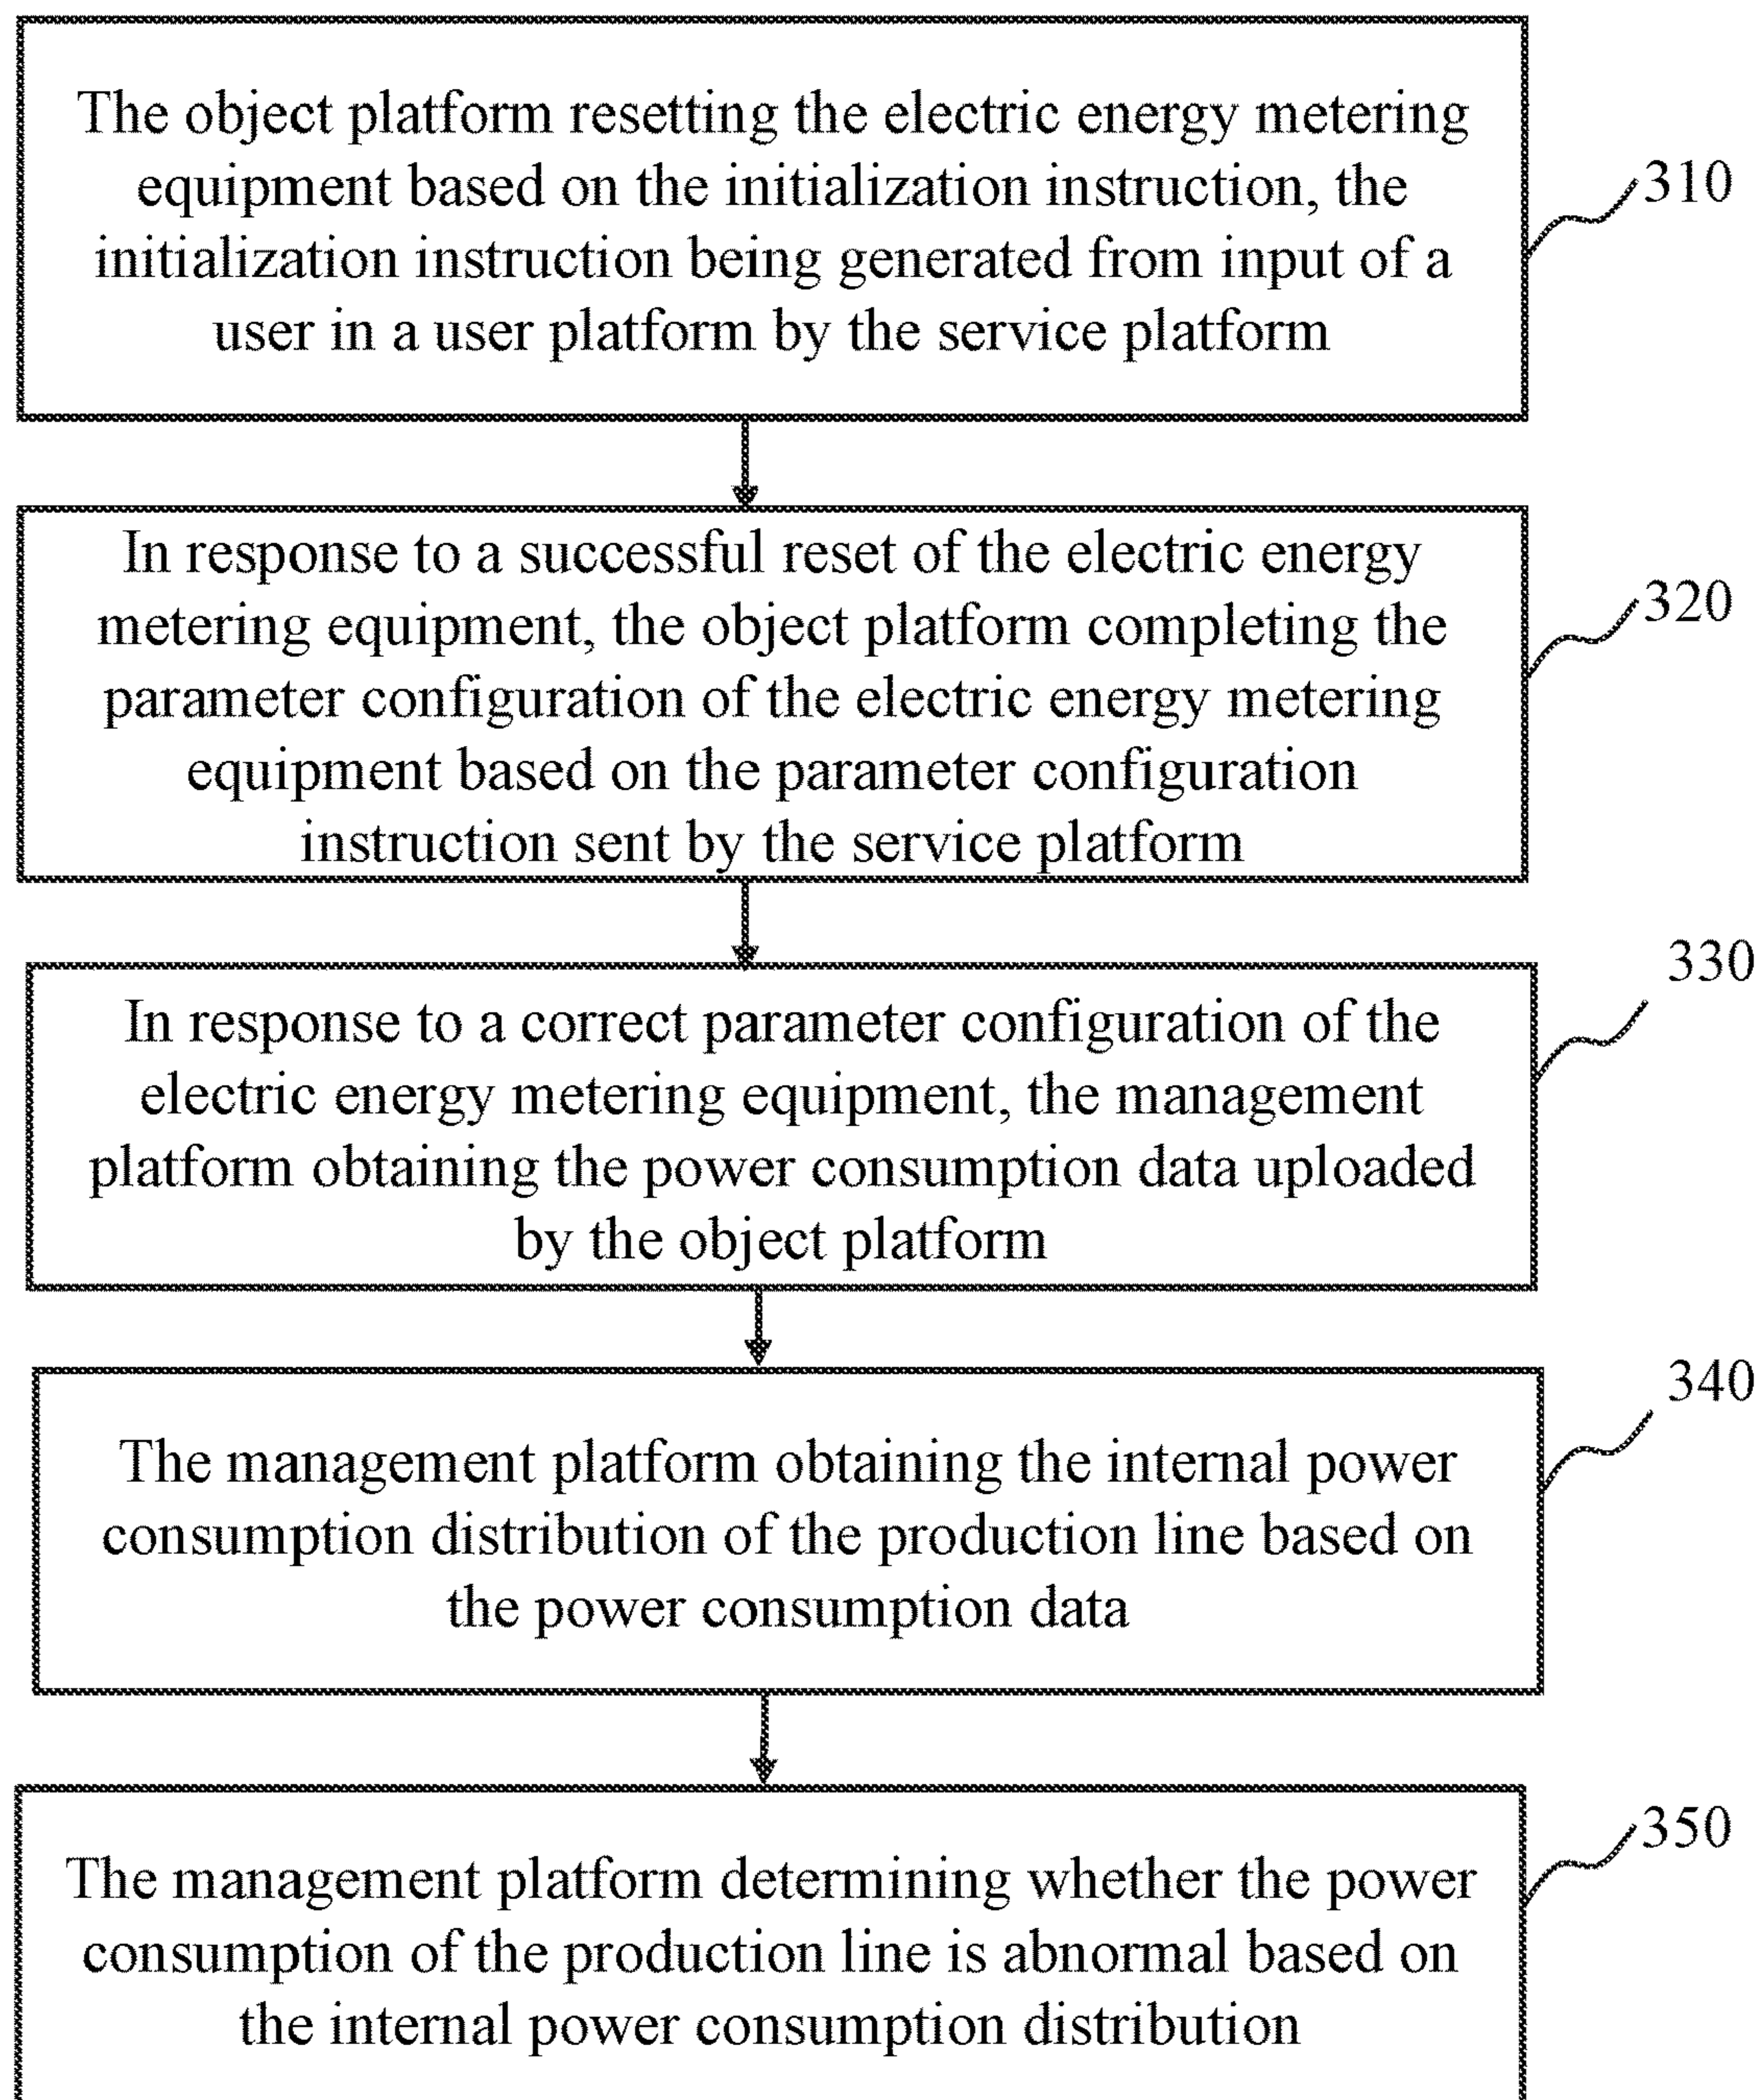 The object platform resetting the electric energy metering
equipment based on the initialization instruction, the
initialization instruction being generated from input of a
user in a user platform by the service platform
310
In response to a successful reset of the electric energy
metering equipment, the object platform completing the
parameter configuration of the electric energy metering
equipment based on the parameter configuration
instruction sent by the service platform
320
In response to a correct parameter configuration of the
electric energy metering equipment, the management
platform obtaining the power consumption data uploaded
by the object platform
330
The management platform obtaining the internal power
consumption distribution of the production line based on
the power consumption data
340
The management platform determining whether the power
consumption of the production line is abnormal based on
the internal power consumption distribution
350